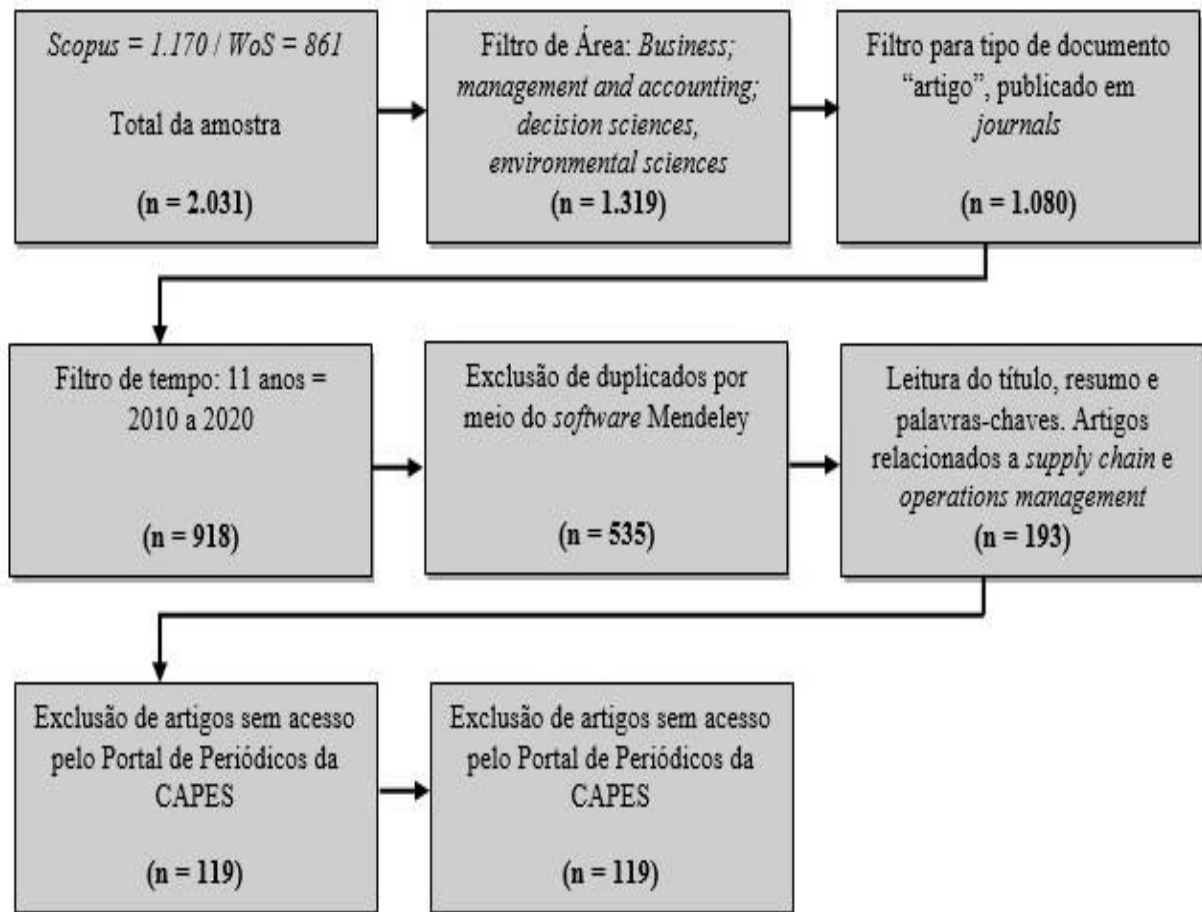 Scopus = 1.170 / WoS = 861
Total da amostra
(n = 2.031)
Filtro de Área: Business;
management and accounting;
decision sciences,
environmental sciences
(n = 1.319)
Filtro para tipo de documento
“artigo”, publicado em
journals
(n = 1.080)
Filtro de tempo: 11 anos =
2010 a 2020
(n = 918)
Exclusão de duplicados por
meio do software Mendeley
(n = 535)
Leitura do título, resumo e
palavras-chaves. Artigos
relacionados a supply chain e
operations management
(n = 193)
Exclusão de artigos sem acesso
pelo Portal de Periódicos da
CAPES
(n = 119)
Exclusão de artigos sem acesso
pelo Portal de Periódicos da
CAPES
(n = 119)